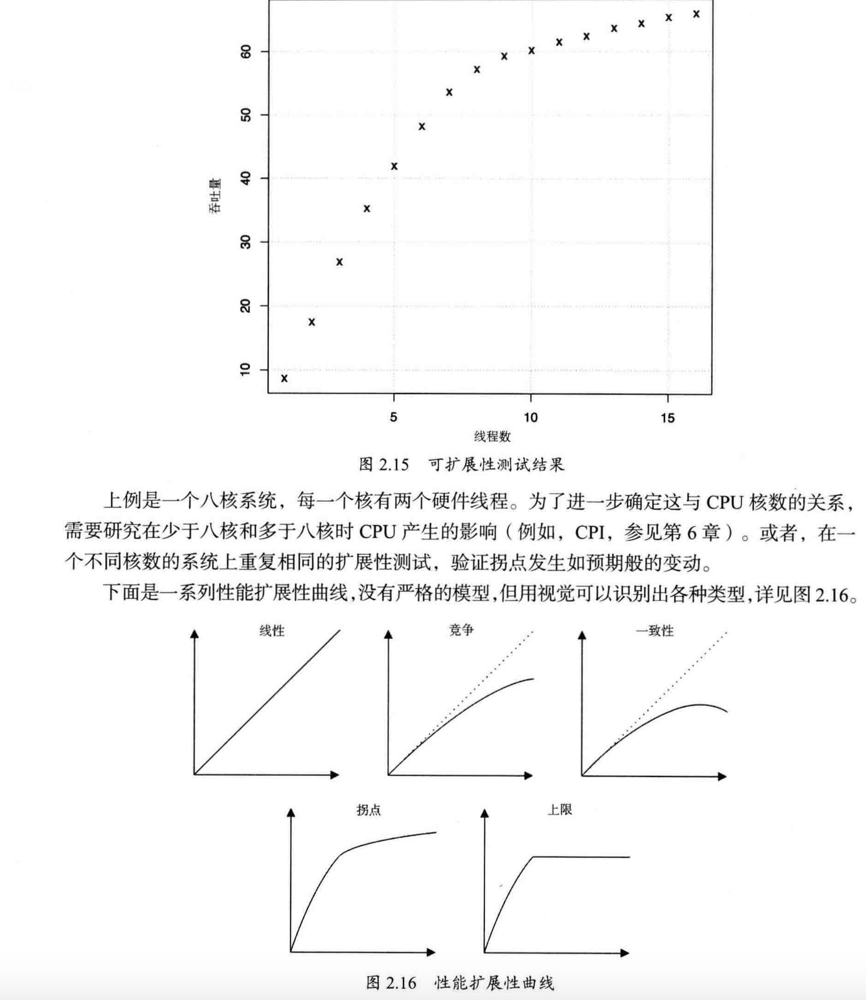 60
50
40
30
20
10
吞吐量
5 10 15
线程数
图 2.15 可扩展性测试结果
上例是一个八核系统，每一个核有两个硬件线程。为了进一步确定这与 CPU 核数的关系，
需要研究在少于八核和多于八核时 CPU 产生的影响（例如，CPI，参见第 6 章）。或者，在一
个不同核数的系统上重复相同的扩展性测试，验证拐点发生如预期般的变动。
下面是一系列性能扩展性曲线，没有严格的模型，但用视觉可以识别出各种类型，详见图 2.16。
线性 竞争 一致性
拐点 上限
图 2.16 性能扩展性曲线